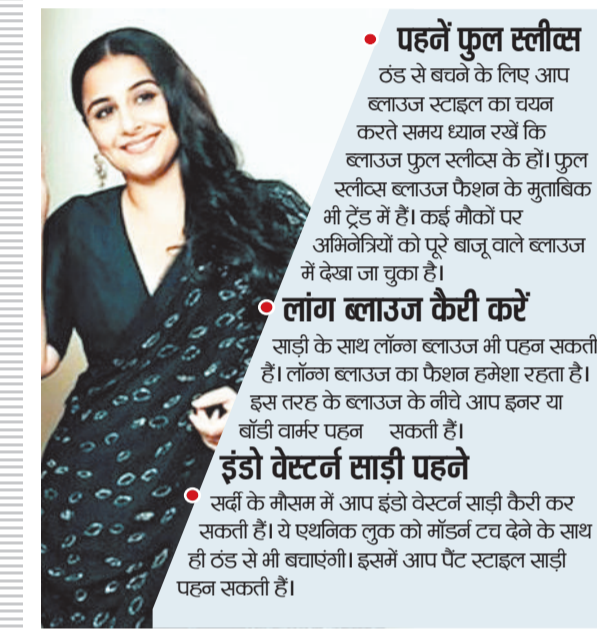 पहनें फुल स्लीव्स
ठंड से बचने के लिए आप
ब्लाउज स्टाइल का चयन
करते समय ध्यान रखें कि
ब्लाउज फुल स्लीव्स के हों। फुल
स्लीव्स ब्लाउज फैशन के मुताबिक
भी ट्रेंड में हैं। कई मौकों पर
अभिनेत्रियों को पूरे बाजू वाले ब्लाउज
में देखा जा चुका है।
लांग ब्लाउज कैरी करें
साड़ी के साथ लॉन्ग ब्लाउज भी पहन सकती
हैं। लॉन्ग ब्लाउज का फैशन हमेशा रहता है।
इस तरह के ब्लाउज के नीचे आप इनर या
बॉडी वार्मर पहन सकती हैं।
इंडो वेस्टर्न साड़ी पहने
सर्दी के मौसम में आप इंडो वेस्टर्न साड़ी कैरी कर
सकती हैं। ये एथनिक लुक को मॉडर्न टच देने के साथ
ही ठंड से भी बचाएंगी। इसमें आप पैंट स्टाइल साड़ी
पहन सकती हैं।